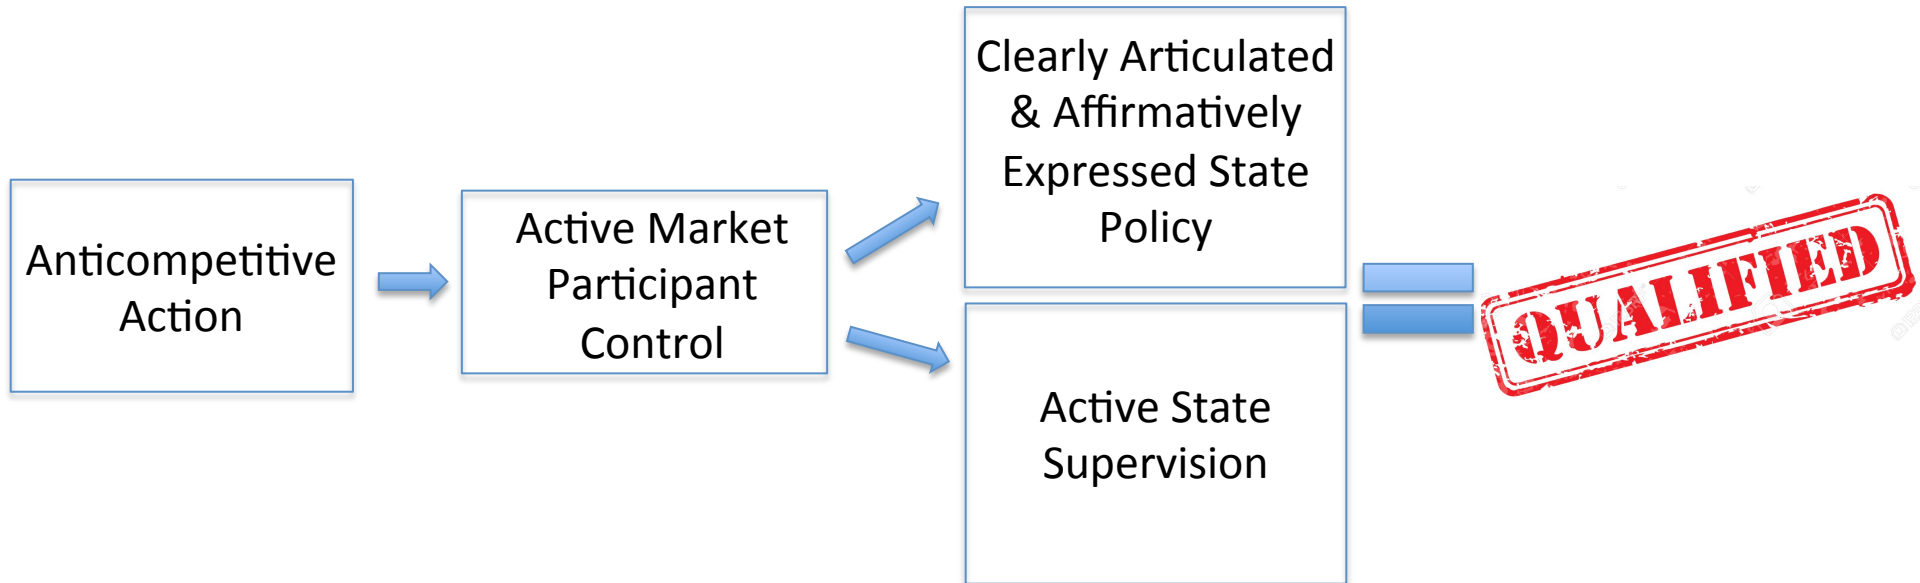 Anticompetitive
Action
Active Market
Participant
Control
Clearly Articulated
& Affirmatively
Expressed State
Policy
Active State
Supervision
QUALIFIED